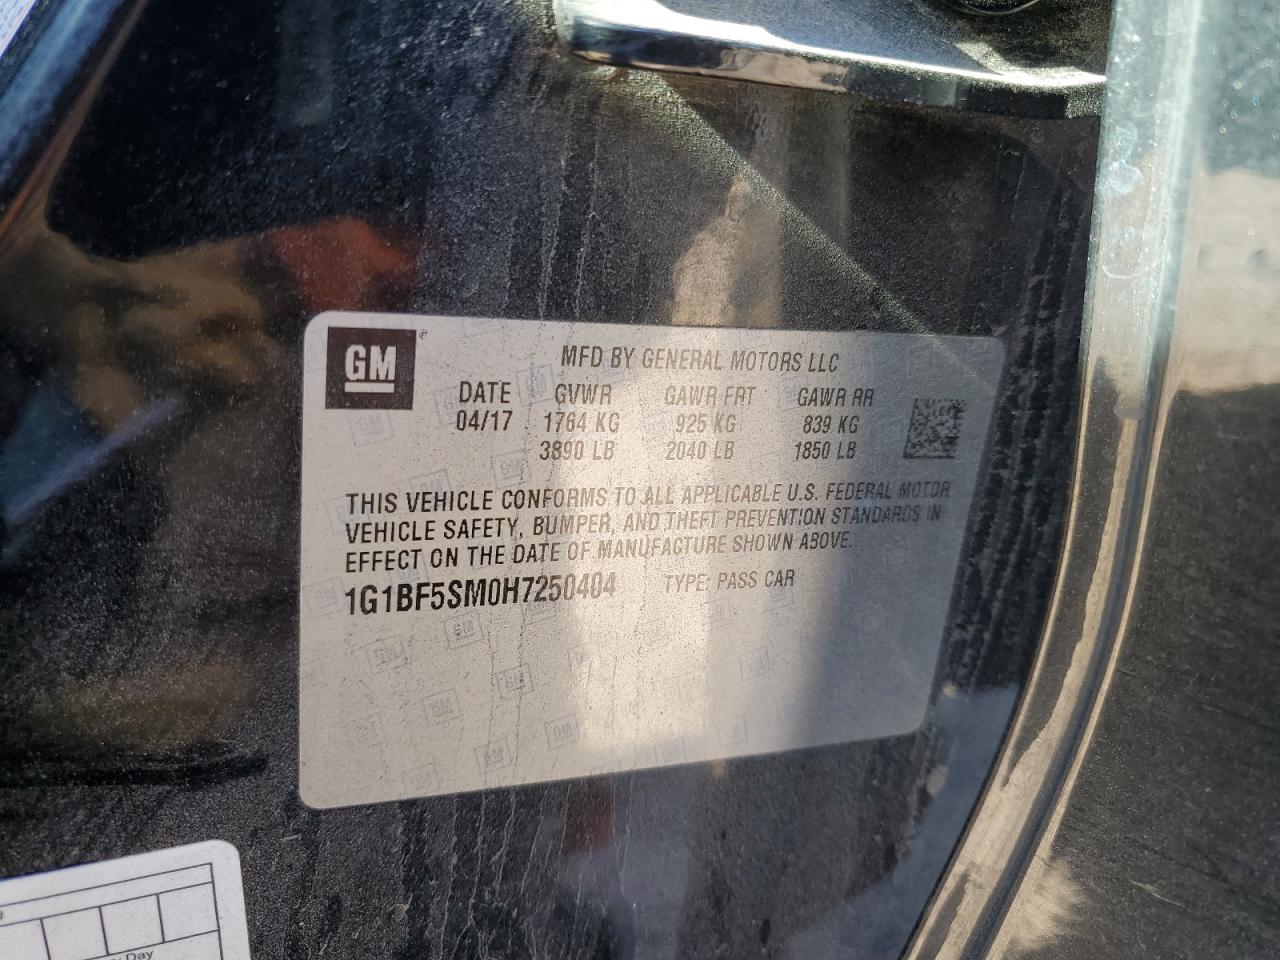 GM
MFD BY GENERAL MOTORS LLC
DATE GVWR GAWR FRT GAWR RR
04/17 1764 KG 925 KG 839 KG
3890 LB 2040 LB 1850 LB
THIS VEHICLE CONFORMS TO ALL APPLICABLE U.S. FEDERAL MOTOR
VEHICLE SAFETY, BUMPER, AND THEFT PREVENTION STANDARDS IN
EFFECT ON THE DATE OF MANUFACTURE SHOWN ABOVE.
1G1BF5SM0H7250404 TYPE: PASS CAR
Day